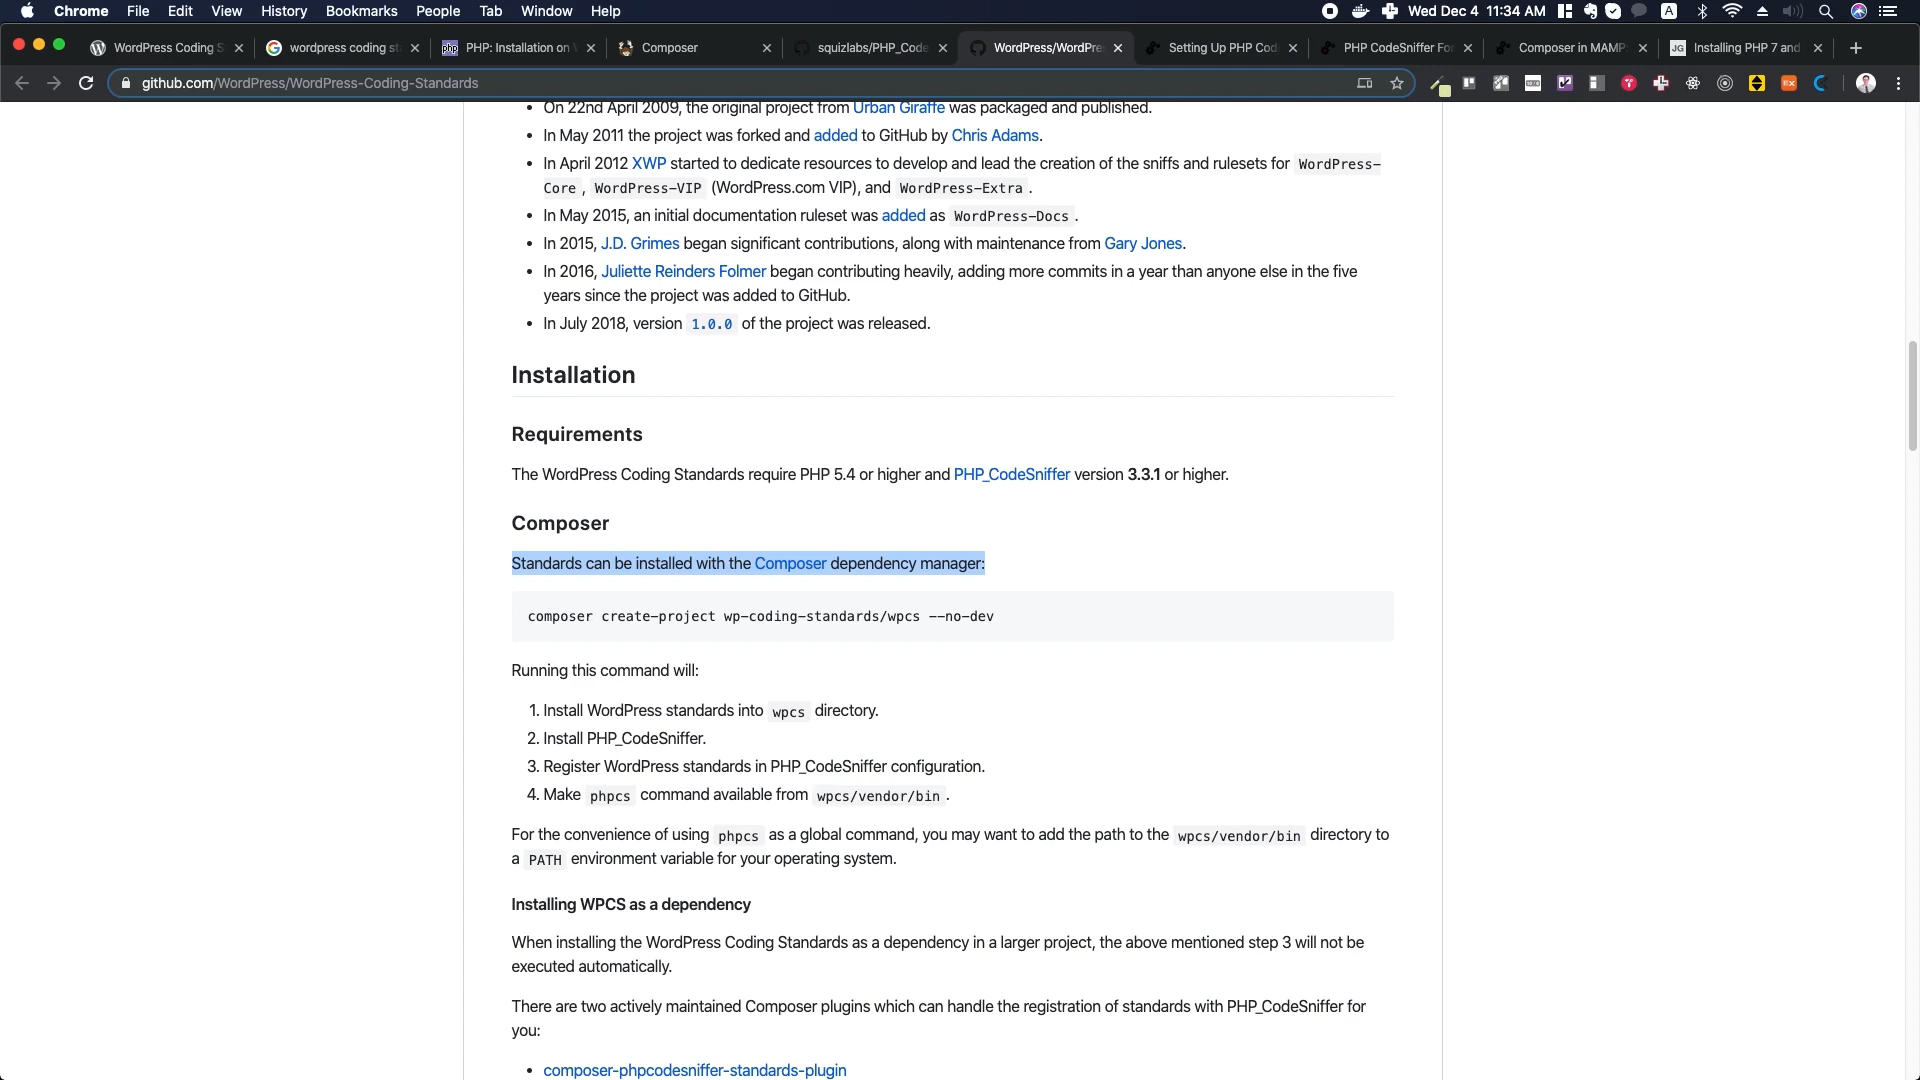 Chrome File Edit View History Bookmarks People Tab Window Help Wed Dec 4 11:34 AM
WordPress Coding S wordpress coding st PHP: Installation on Composer squizlabs/PHP_Code WordPress/WordPre Setting Up PHP Cod PHP CodeSniffer For Composer in MAMP JG Installing PHP 7 and
github.com/WordPress/WordPress-Coding-Standards
• On 22nd April 2009, the original project from Urban Giraffe was packaged and published.
• In May 2011 the project was forked and added to GitHub by Chris Adams.
• In April 2012 XWP started to dedicate resources to develop and lead the creation of the sniffs and rulesets for WordPress-
Core , WordPress-VIP (WordPress.com VIP), and WordPress-Extra .
• In May 2015, an initial documentation ruleset was added as WordPress-Docs .
• In 2015, J.D. Grimes began significant contributions, along with maintenance from Gary Jones.
• In 2016, Juliette Reinders Folmer began contributing heavily, adding more commits in a year than anyone else in the five
years since the project was added to GitHub.
• In July 2018, version 1.0.0 of the project was released.
Installation
Requirements
The WordPress Coding Standards require PHP 5.4 or higher and PHP_CodeSniffer version 3.3.1 or higher.
Composer
Standards can be installed with the Composer dependency manager:
composer create-project wp-coding-standards/wpcs --no-dev
Running this command will:
1. Install WordPress standards into wpcs directory.
2. Install PHP_CodeSniffer.
3. Register WordPress standards in PHP_CodeSniffer configuration.
4. Make phpcs command available from wpcs/vendor/bin .
For the convenience of using phpcs as a global command, you may want to add the path to the wpcs/vendor/bin directory to
a PATH environment variable for your operating system.
Installing WPCS as a dependency
When installing the WordPress Coding Standards as a dependency in a larger project, the above mentioned step 3 will not be
executed automatically.
There are two actively maintained Composer plugins which can handle the registration of standards with PHP_CodeSniffer for
you:
• composer-phpcodesniffer-standards-plugin